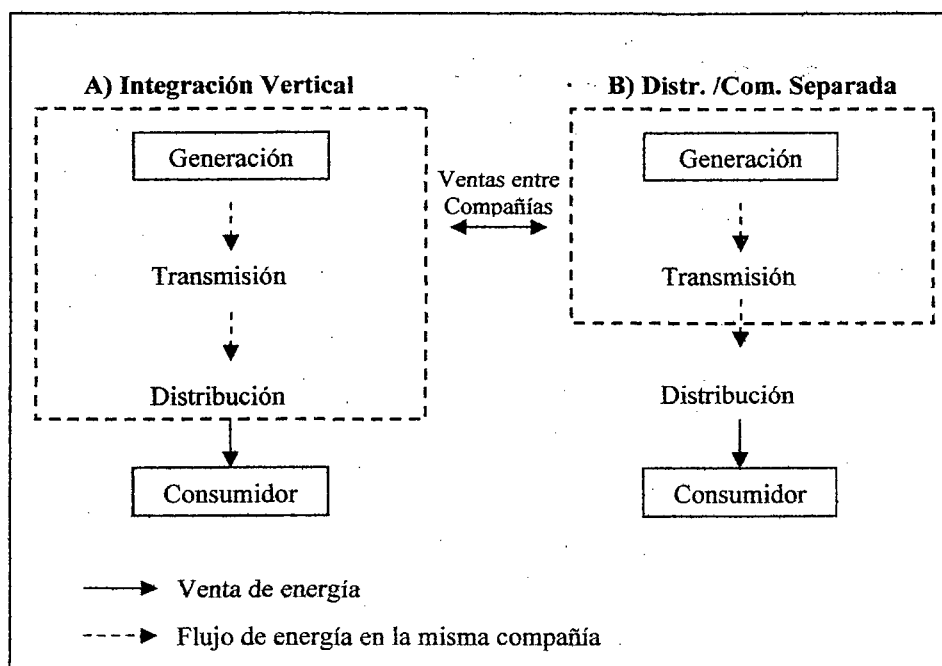 A) Integración Vertical
Generación
Transmisión
Distribución
Consumidor
Ventas entre
Compañías
B) Distr. /Com. Separada
Generación
Transmisión
Distribución
Consumidor
Venta de energía
Flujo de energía en la misma compañía